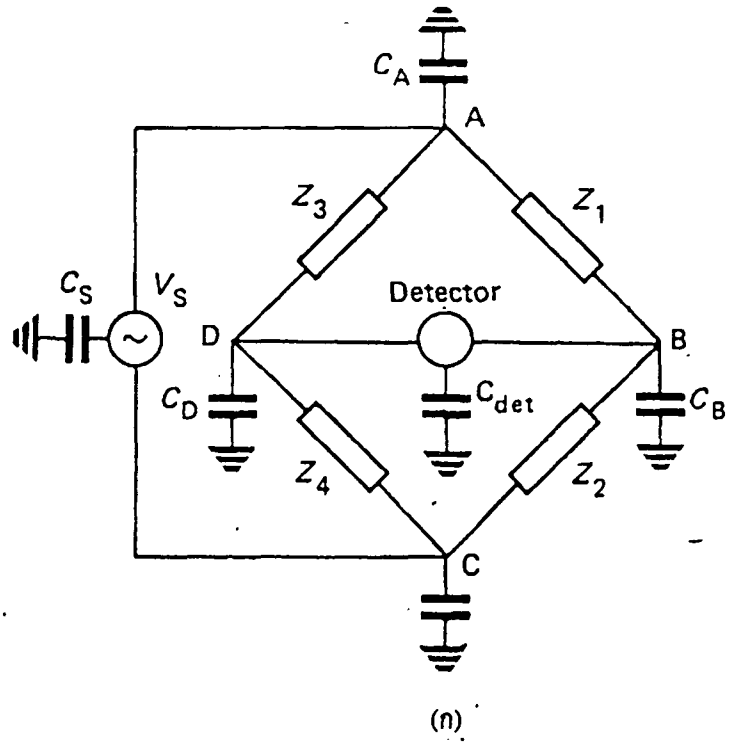 C_A
A
Z_3
Z_1
C_S
V_S
Detector
D
B
C_D
C_det
C_B
Z_4
Z_2
C
(n)